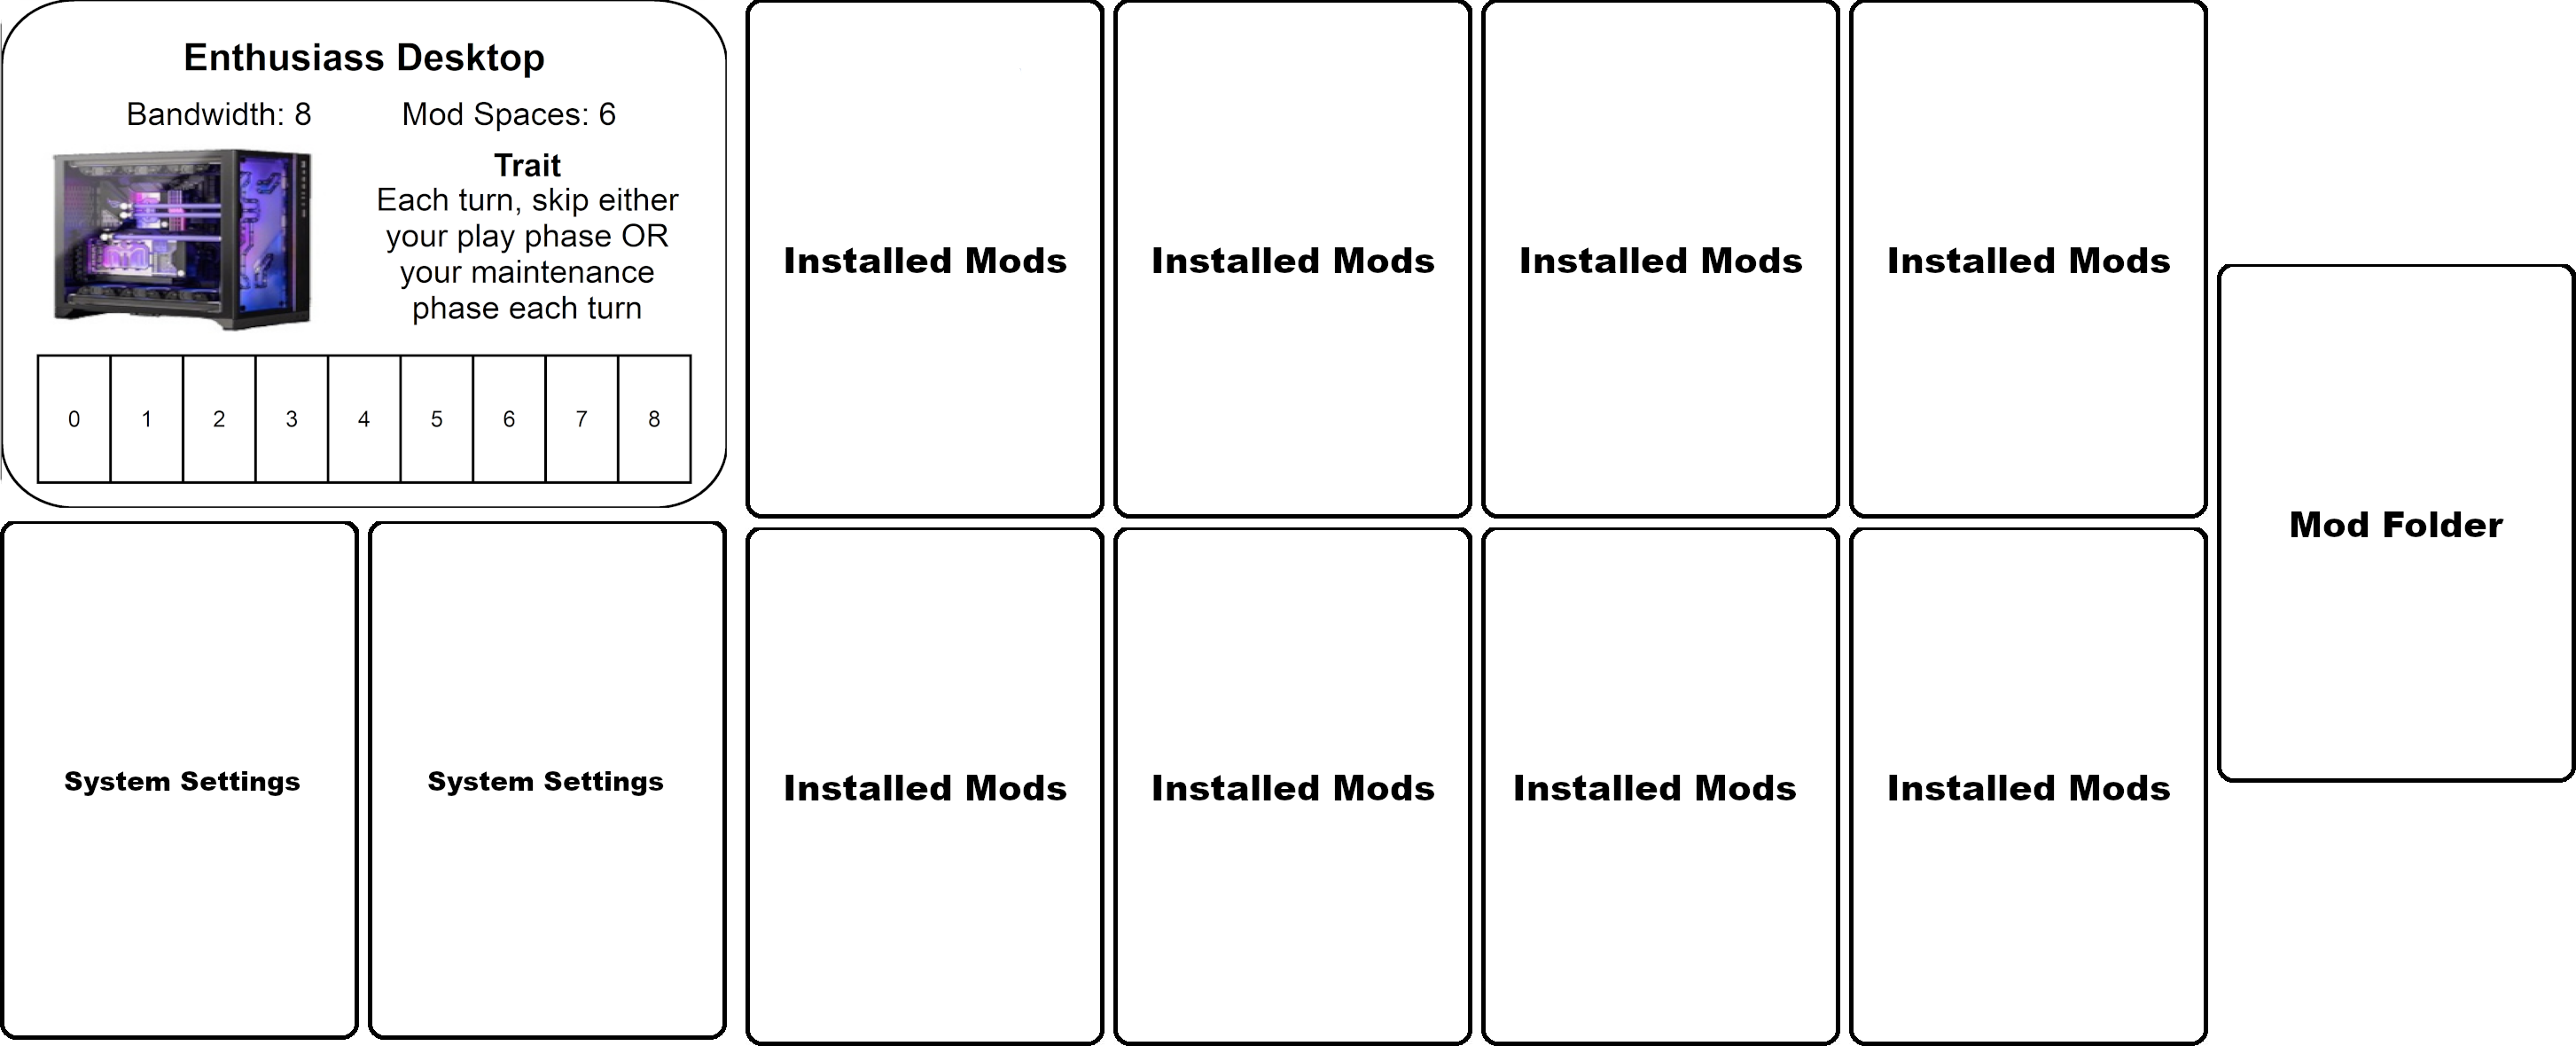 Enthusiass Desktop
Bandwidth: 8
Mod Spaces: 6
Trait
Each turn, skip either
your play phase OR
your maintenance
phase each turn
0 1 2 3 4 5 6 7 8
Installed Mods
Installed Mods
Installed Mods
Installed Mods
Mod Folder
System Settings
System Settings
Installed Mods
Installed Mods
Installed Mods
Installed Mods